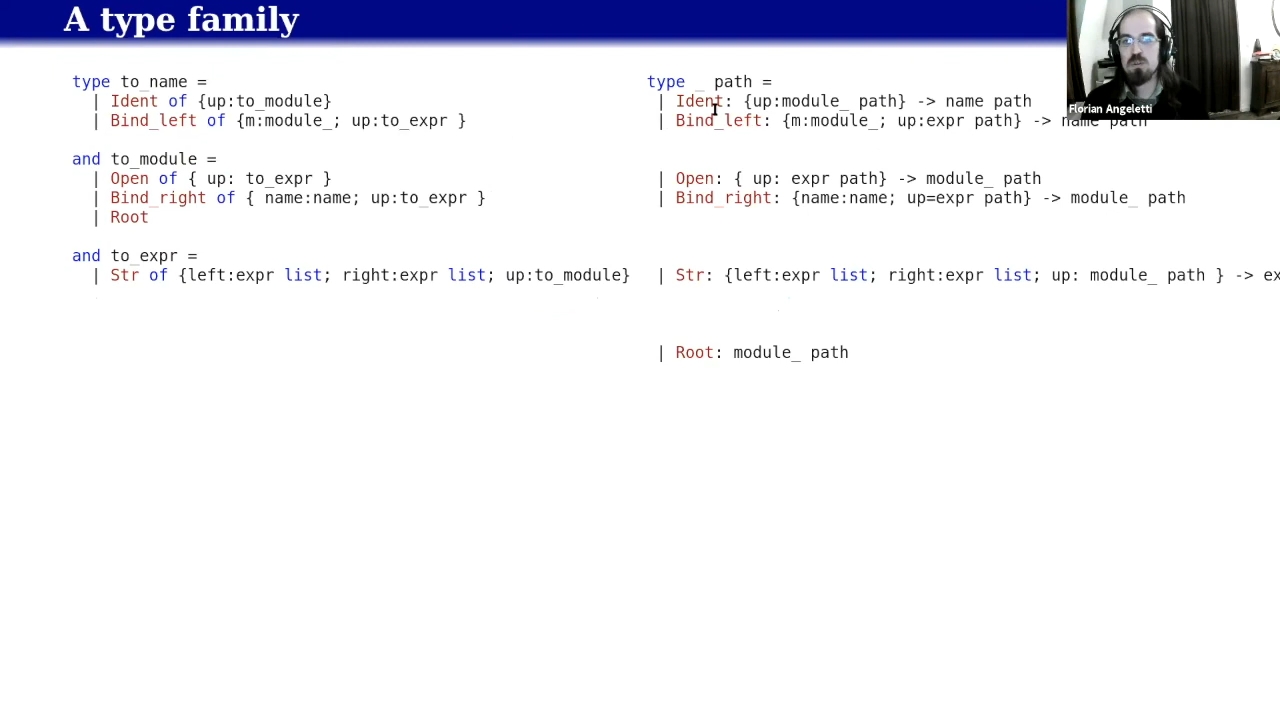 A type family
type to_name =
| Ident of {up:to_module}
| Bind_left of {m:module_; up:to_expr }
and to_module =
| Open of { up: to_expr }
| Bind_right of { name:name; up:to_expr }
| Root
and to_expr =
| Str of {left:expr list; right:expr list; up:to_module}
type _ path =
| Ident: {up:module_ path} -> name path
| Bind_left: {m:module_; up:expr path} -> name path
| Open: { up: expr path} -> module_ path
| Bind_right: {name:name; up=expr path} -> module_ path
| Str: {left:expr list; right:expr list; up: module_ path } -> ex
| Root: module_ path
Florian Angeletti